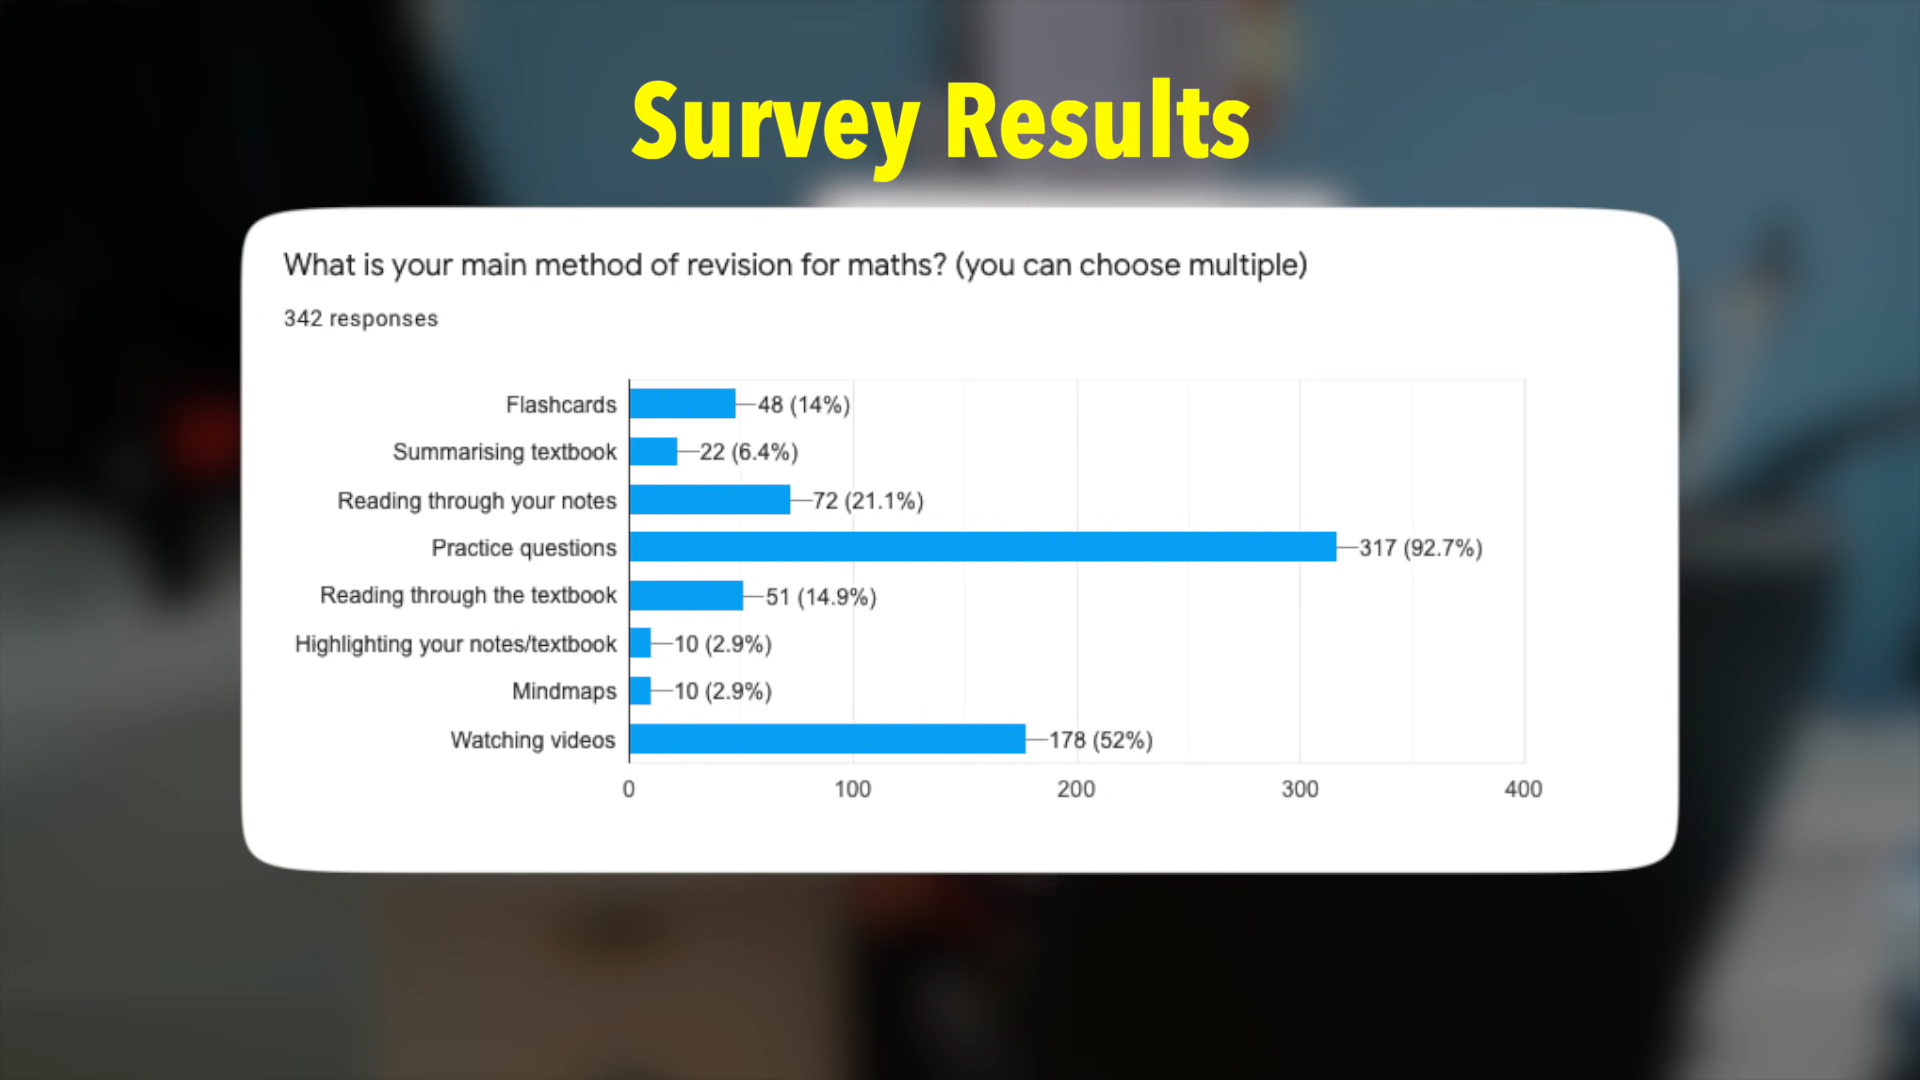 Survey Results
What is your main method of revision for maths? (you can choose multiple)
342 responses
Flashcards 48 (14%)
Summarising textbook 22 (6.4%)
Reading through your notes 72 (21.1%)
Practice questions 317 (92.7%)
Reading through the textbook 51 (14.9%)
Highlighting your notes/textbook 10 (2.9%)
Mindmaps 10 (2.9%)
Watching videos 178 (52%)
0 100 200 300 400